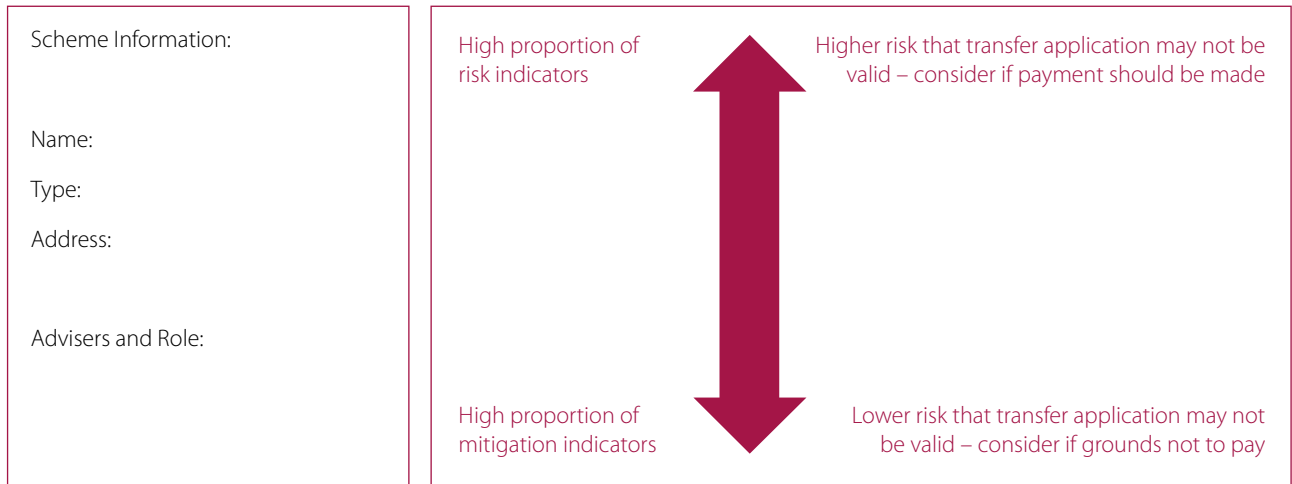 Scheme Information:
Name:
Type:
Address:
Advisers and Role:
High proportion of
risk indicators
Higher risk that transfer application may not be
valid – consider if payment should be made
High proportion of
mitigation indicators
Lower risk that transfer application may not
be valid – consider if grounds not to pay